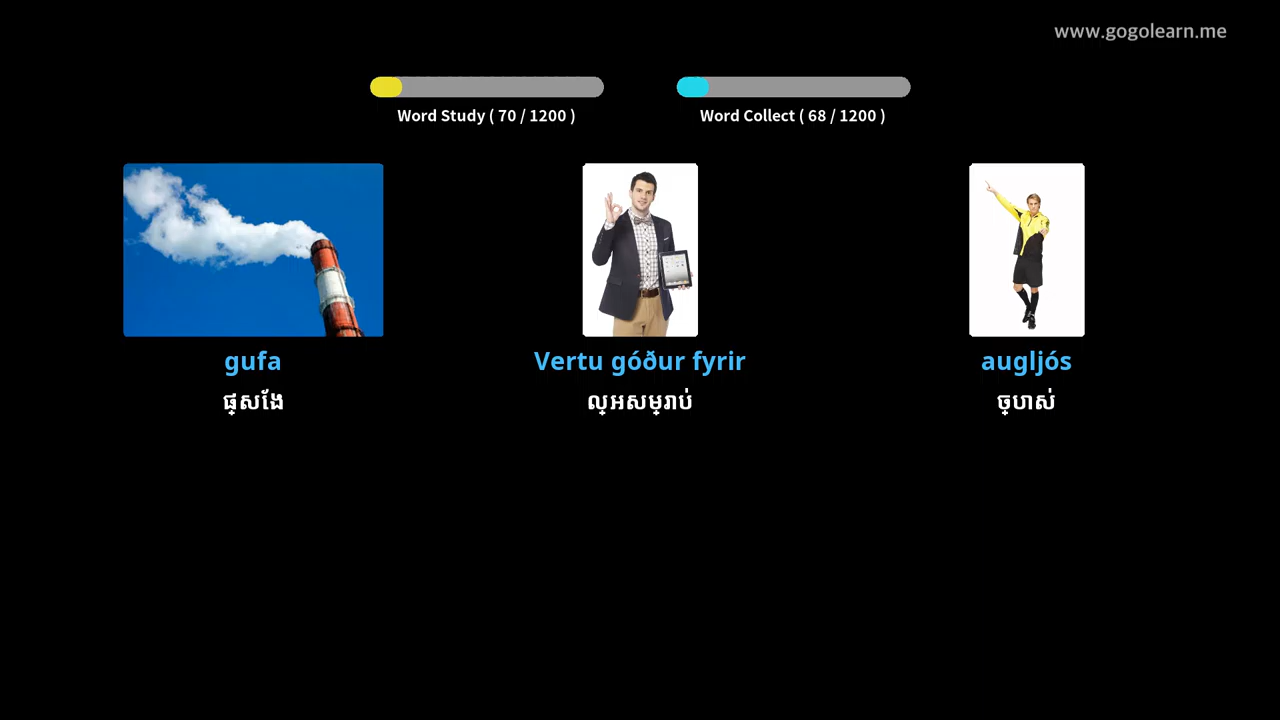 www.gogolearn.me
Word Study ( 70 / 1200 )
Word Collect ( 68 / 1200 )
gufa
Vertu góður fyrir
augljós
ផ្សែង
ល្អសម្រាប់
ច្បាស់